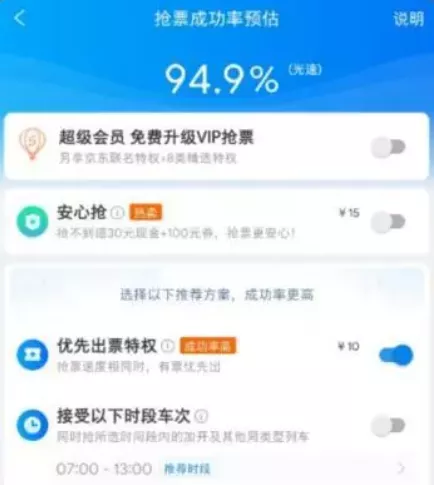 抢票成功率预估
说明
94.9% (光速)
超级会员 免费升级VIP抢票
另享京东联名特权+8类精选特权
安心抢 热卖 ¥15
抢不到退30元现金+100元券，抢票更安心！
选择以下推荐方案，成功率更高
优先出票特权 成功率高 ¥10
抢票速度相同时，有票优先出
接受以下时段车次
同时抢所选时间段内的加开及其他同类型列车
07:00 - 13:00 推荐时段